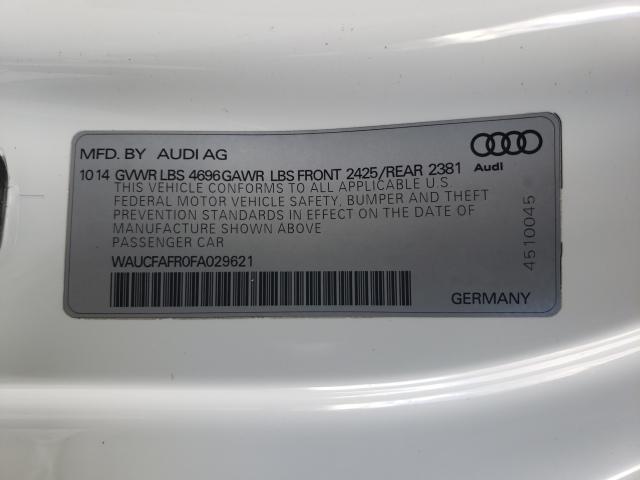 MFD. BY AUDI AG
Audi
10 14 GVWR LBS 4696 GAWR LBS FRONT 2425/REAR 2381
THIS VEHICLE CONFORMS TO ALL APPLICABLE U.S.
FEDERAL MOTOR VEHICLE SAFETY, BUMPER AND THEFT
PREVENTION STANDARDS IN EFFECT ON THE DATE OF
MANUFACTURE SHOWN ABOVE
PASSENGER CAR
WAUCFAFR0FA029621
GERMANY
4510045